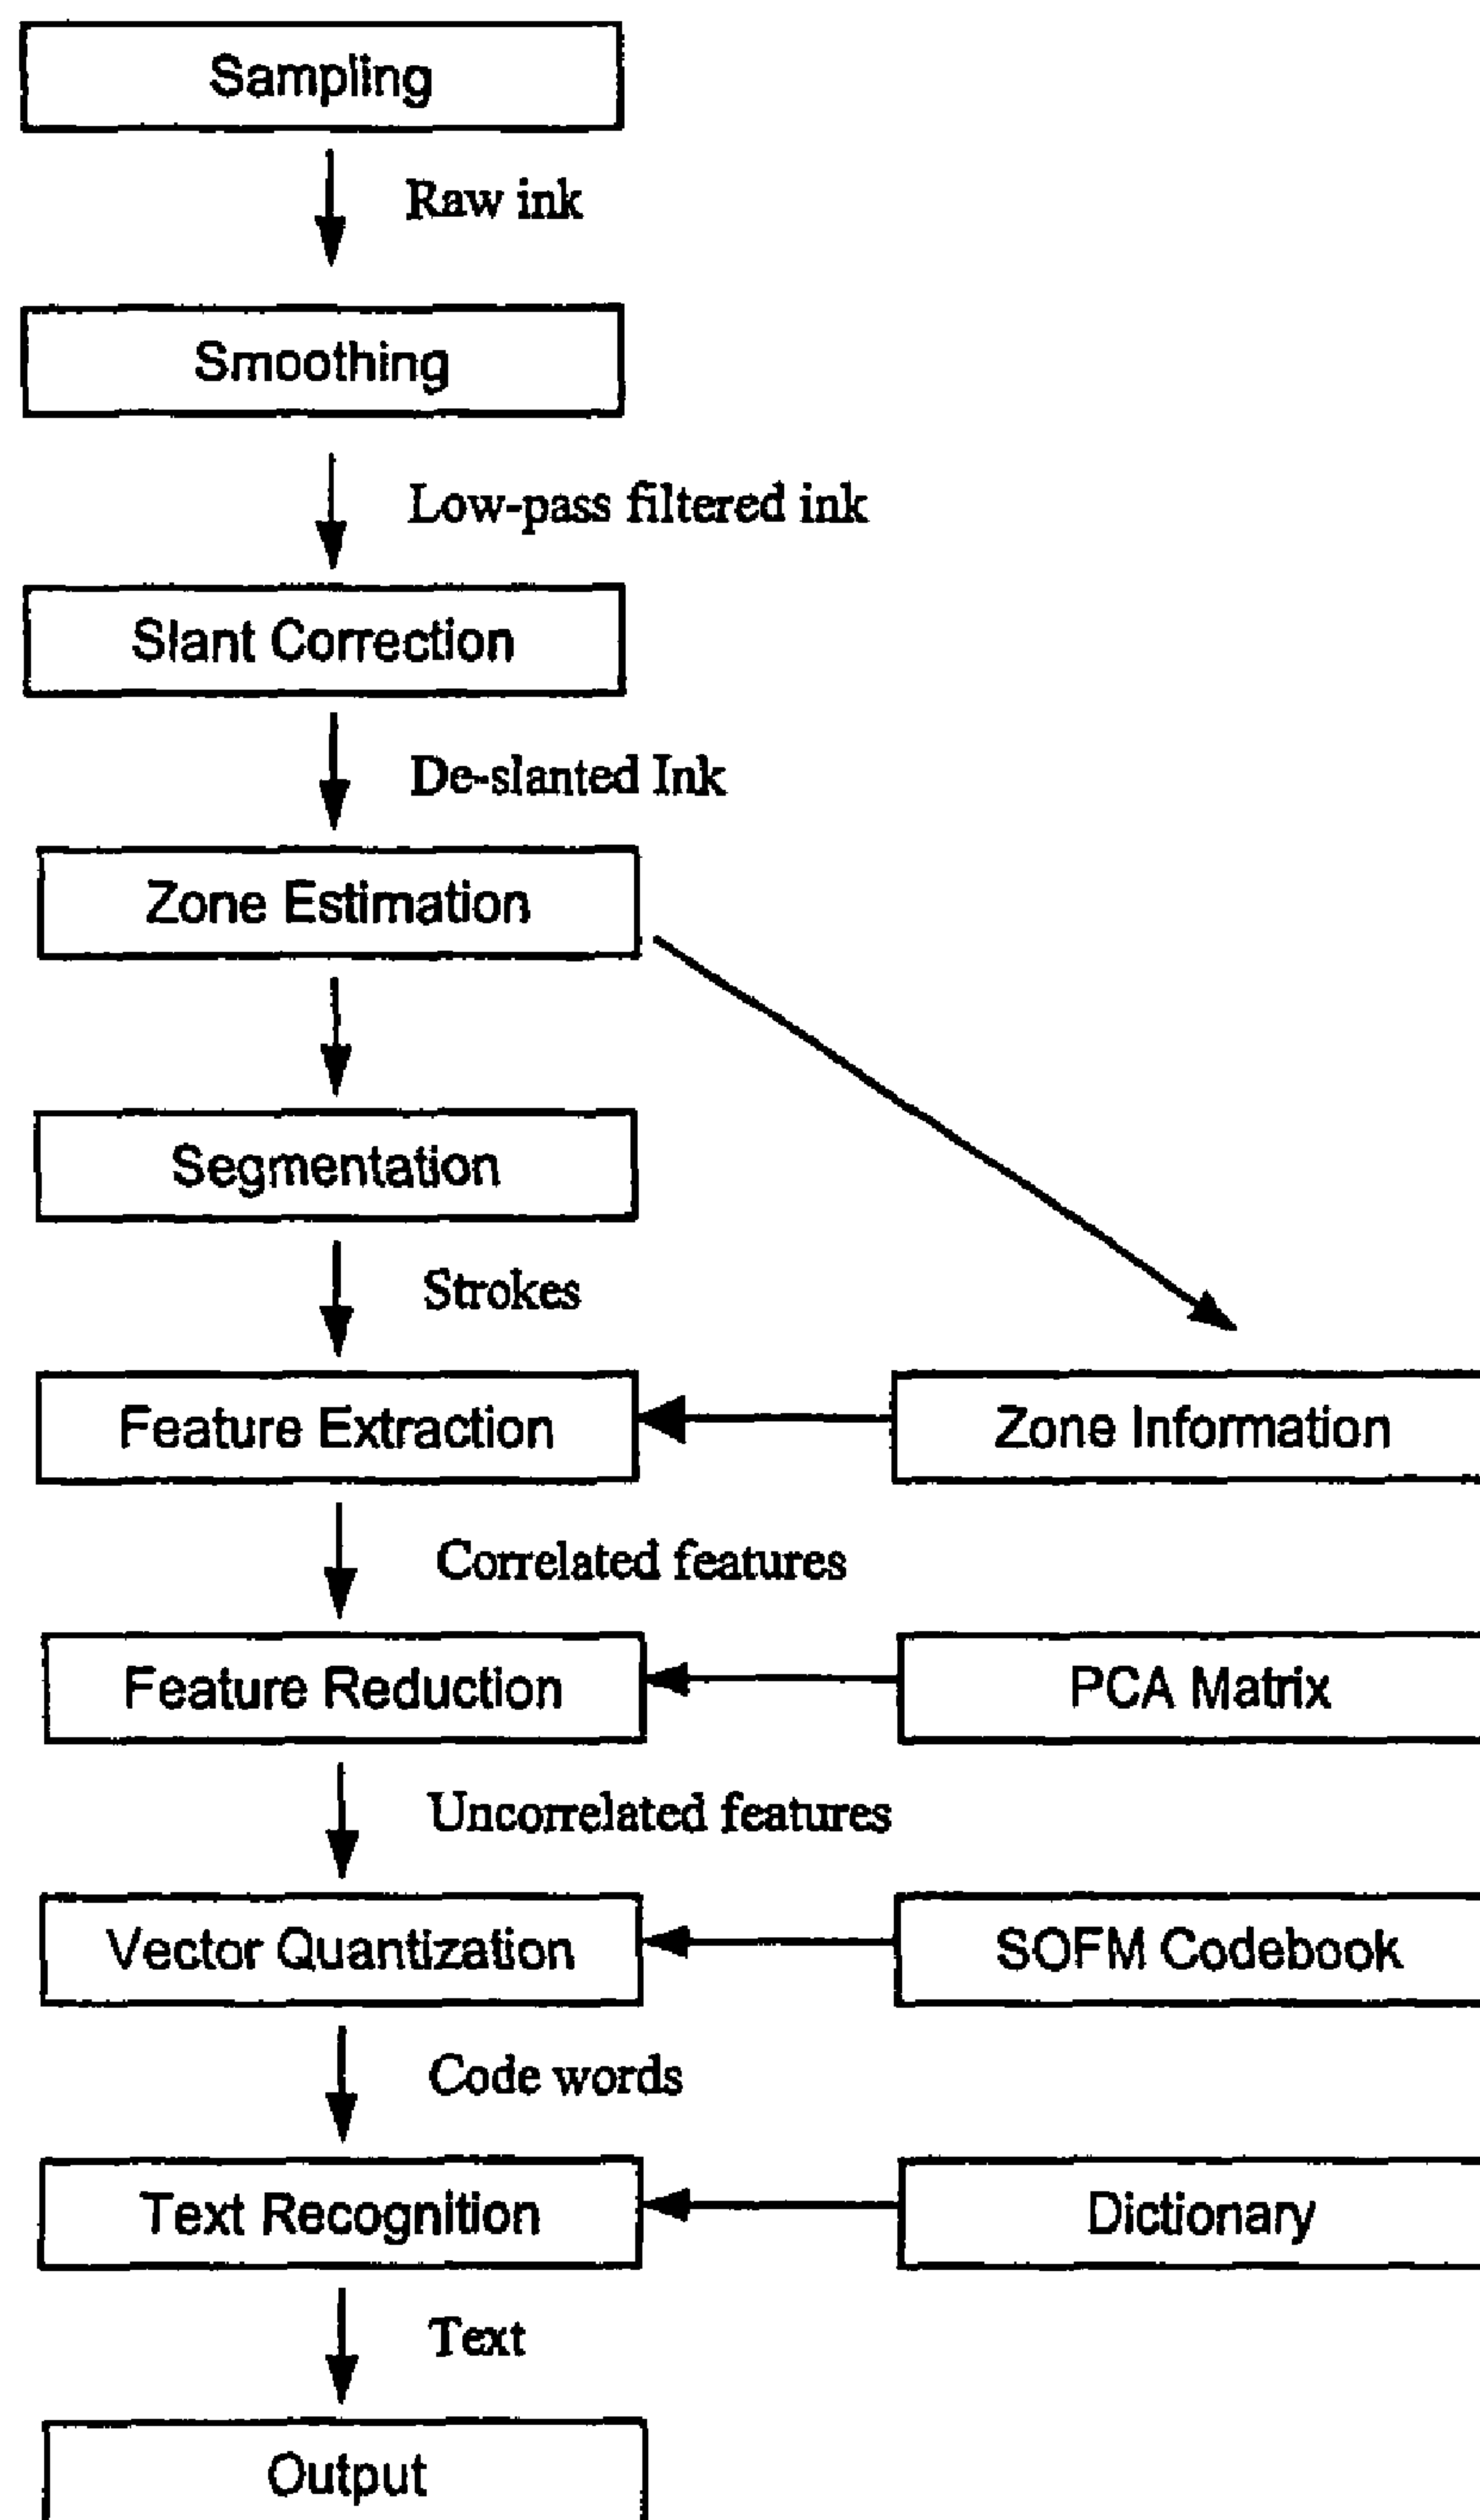 Sampling
Raw ink
Smoothing
Low-pass filtered ink
Slant Correction
De-slanted Ink
Zone Estimation
Segmentation
Strokes
Feature Extraction
Zone Information
Correlated features
Feature Reduction
PCA Matrix
Uncorrelated features
Vector Quantization
SOFM Codebook
Code words
Text Recognition
Dictionary
Text
Output